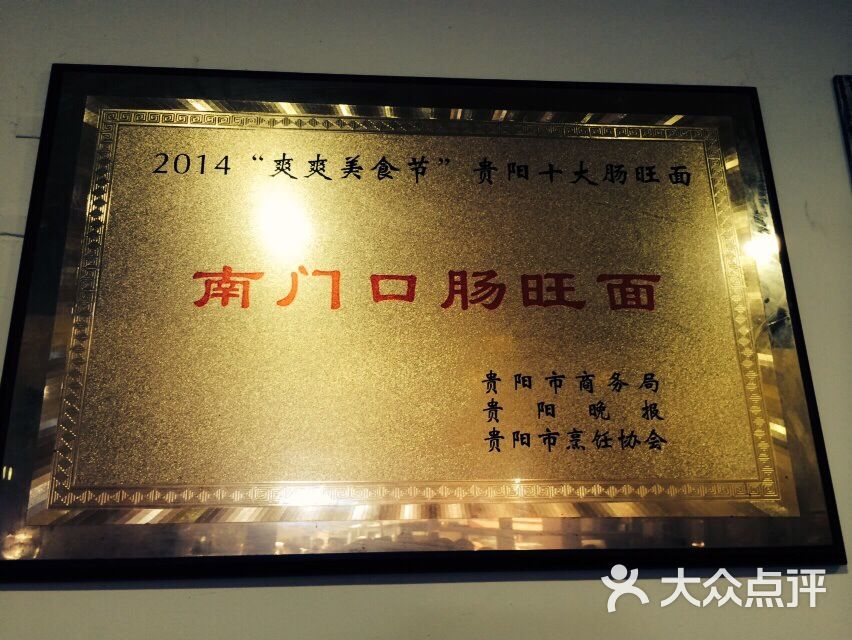 2014“爽爽美食节”贵阳十大肠旺面
南门口肠旺面
贵阳市商务局
贵阳晚报
贵阳市烹饪协会
大众点评